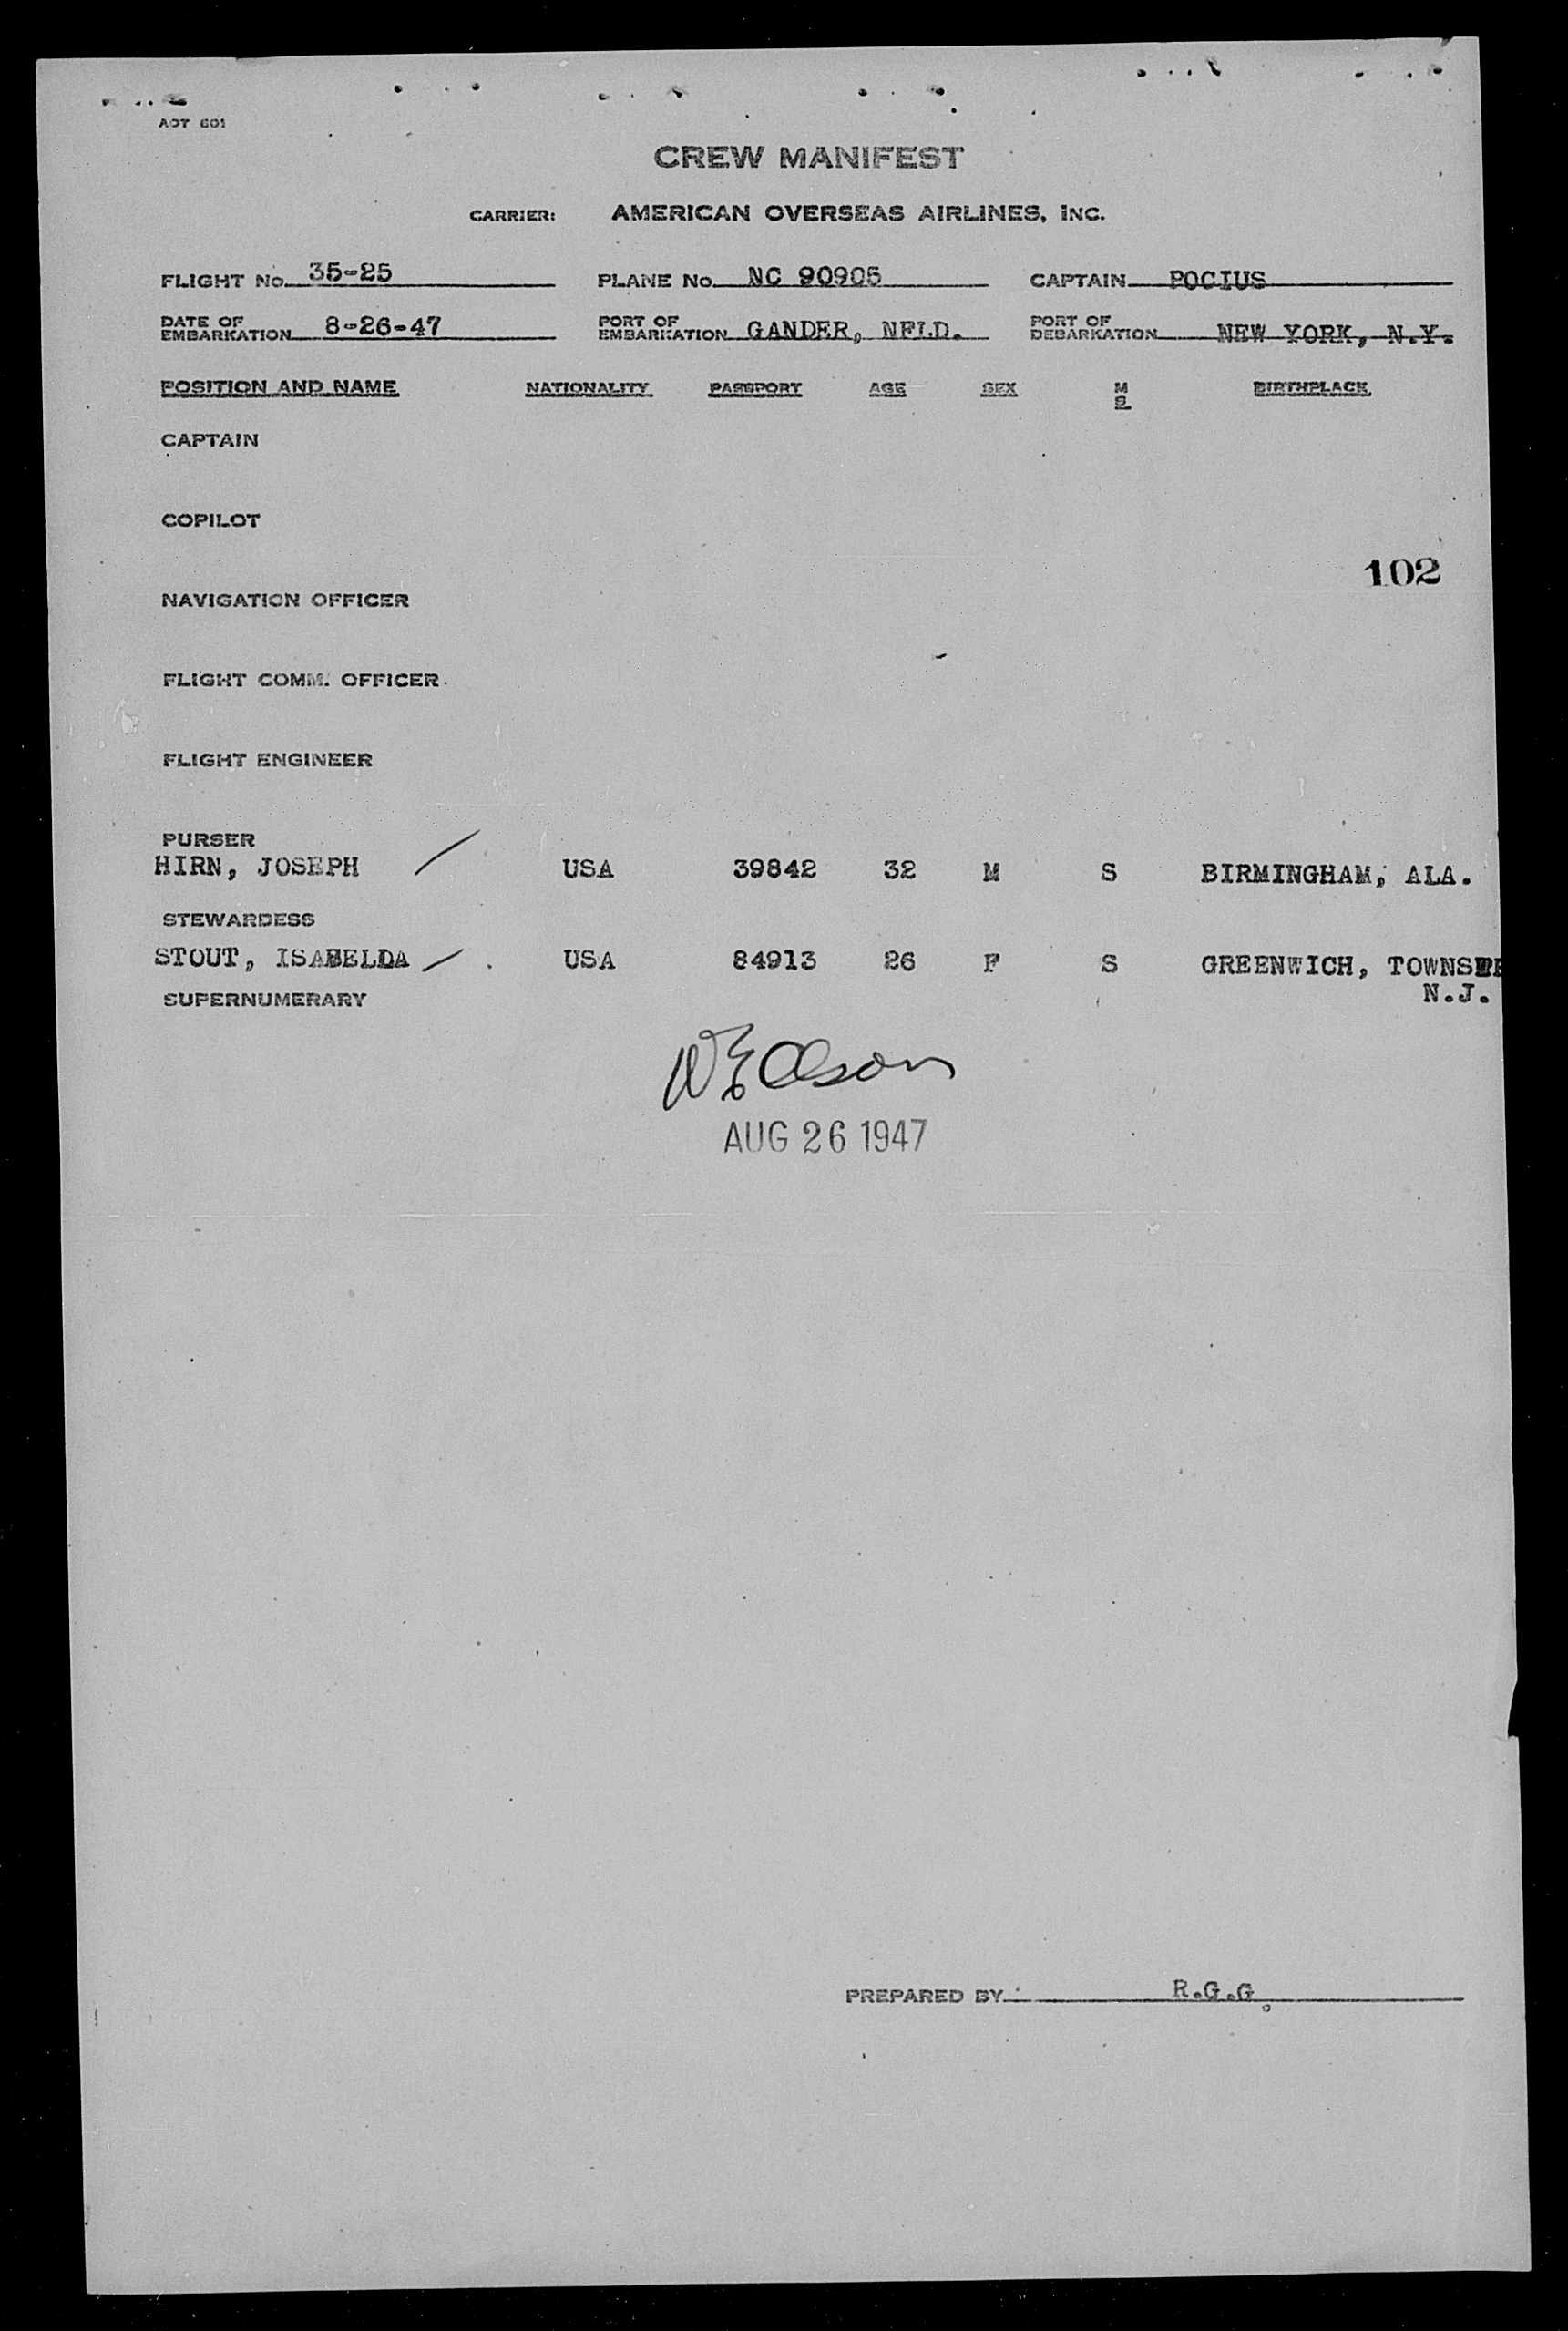 AOT 601
CREW MANIFEST
CARRIER: AMERICAN OVERSEAS AIRLINES, INC.
FLIGHT No. 35-25 PLANE No. NC 90905 CAPTAIN POCIUS
DATE OF EMBARKATION 8-26-47 PORT OF EMBARKATION GANDER, NFLD. PORT OF DEBARKATION NEW YORK, N.Y.
POSITION AND NAME NATIONALITY PASSPORT AGE SEX M S BIRTHPLACE
CAPTAIN
COPILOT
102
NAVIGATION OFFICER
FLIGHT COMM. OFFICER
FLIGHT ENGINEER
PURSER
HIRN, JOSEPH USA 39842 32 M S BIRMINGHAM, ALA.
STEWARDESS
STOUT, ISABELDA USA 84913 26 F S GREENWICH,
N.J.
SUPERNUMERARY
W E Olson
AUG 26 1947
PREPARED BY R.G.G.